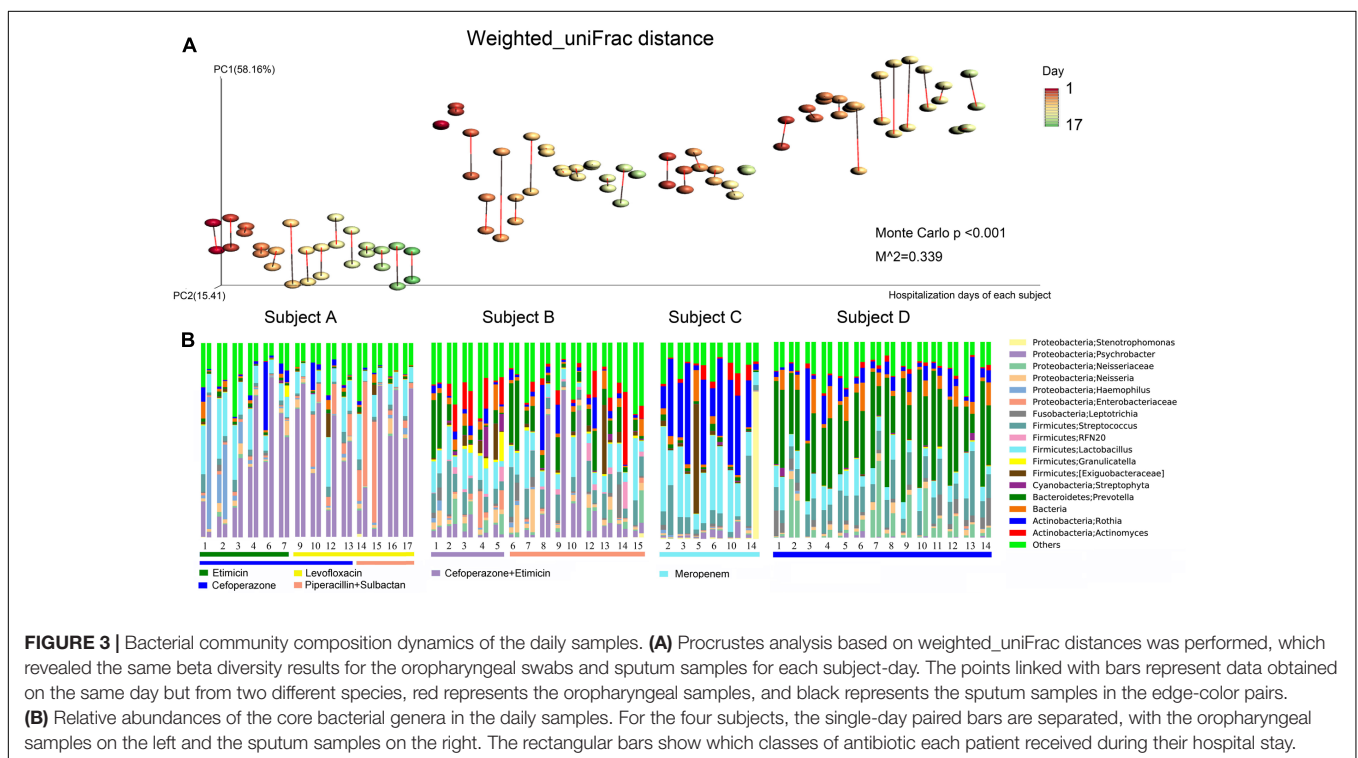 A
Weighted_uniFrac distance
PC1(58.16%)
Day
1
17
Monte Carlo p <0.001
M^2=0.339
PC2(15.41)
Hospitalization days of each subject
Subject A
Subject B
Subject C
Subject D
B
Proteobacteria;Stenotrophomonas
Proteobacteria;Psychrobacter
Proteobacteria;Neisseriaceae
Proteobacteria;Neisseria
Proteobacteria;Haemophilus
Proteobacteria;Enterobacteriaceae
Fusobacteria;Leptotrichia
Firmicutes;Streptococcus
Firmicutes;RFN20
Firmicutes;Lactobacillus
Firmicutes;Granulicatella
Firmicutes;[Exiguobacteraceae]
Cyanobacteria;Streptophyta
Bacteroidetes;Prevotella
Bacteria
Actinobacteria;Rothia
Actinobacteria;Actinomyces
Others
1 2 3 4 6 7 9 10 12 13 14 15 16 17
1 2 3 4 5 6 7 8 9 10 12 13 14 15
2 3 5 6 10 14
1 2 3 4 5 6 7 8 9 10 11 12 13 14
Etimicin
Levofloxacin
Cefoperazone
Piperacillin+Sulbactan
Cefoperazone+Etimicin
Meropenem
FIGURE 3 | Bacterial community composition dynamics of the daily samples. (A) Procrustes analysis based on weighted_uniFrac distances was performed, which
revealed the same beta diversity results for the oropharyngeal swabs and sputum samples for each subject-day. The points linked with bars represent data obtained
on the same day but from two different species, red represents the oropharyngeal samples, and black represents the sputum samples in the edge-color pairs.
(B) Relative abundances of the core bacterial genera in the daily samples. For the four subjects, the single-day paired bars are separated, with the oropharyngeal
samples on the left and the sputum samples on the right. The rectangular bars show which classes of antibiotic each patient received during their hospital stay.